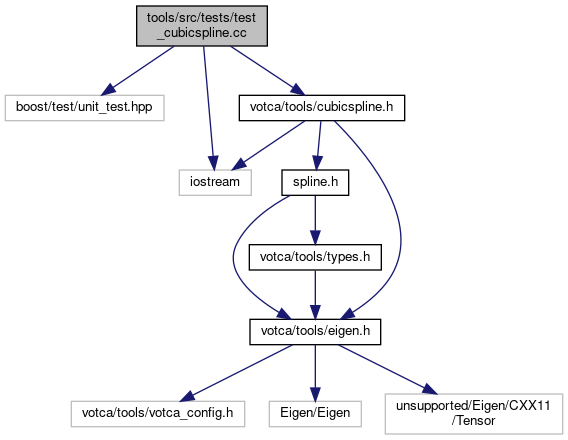 tools/src/tests/test
_cubicspline.cc
boost/test/unit_test.hpp
votca/tools/cubicspline.h
iostream
spline.h
votca/tools/types.h
votca/tools/eigen.h
votca/tools/votca_config.h
Eigen/Eigen
unsupported/Eigen/CXX11
/Tensor